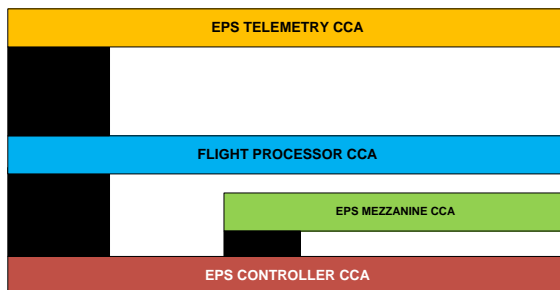 EPS TELEMETRY CCA
FLIGHT PROCESSOR CCA
EPS MEZZANINE CCA
EPS CONTROLLER CCA